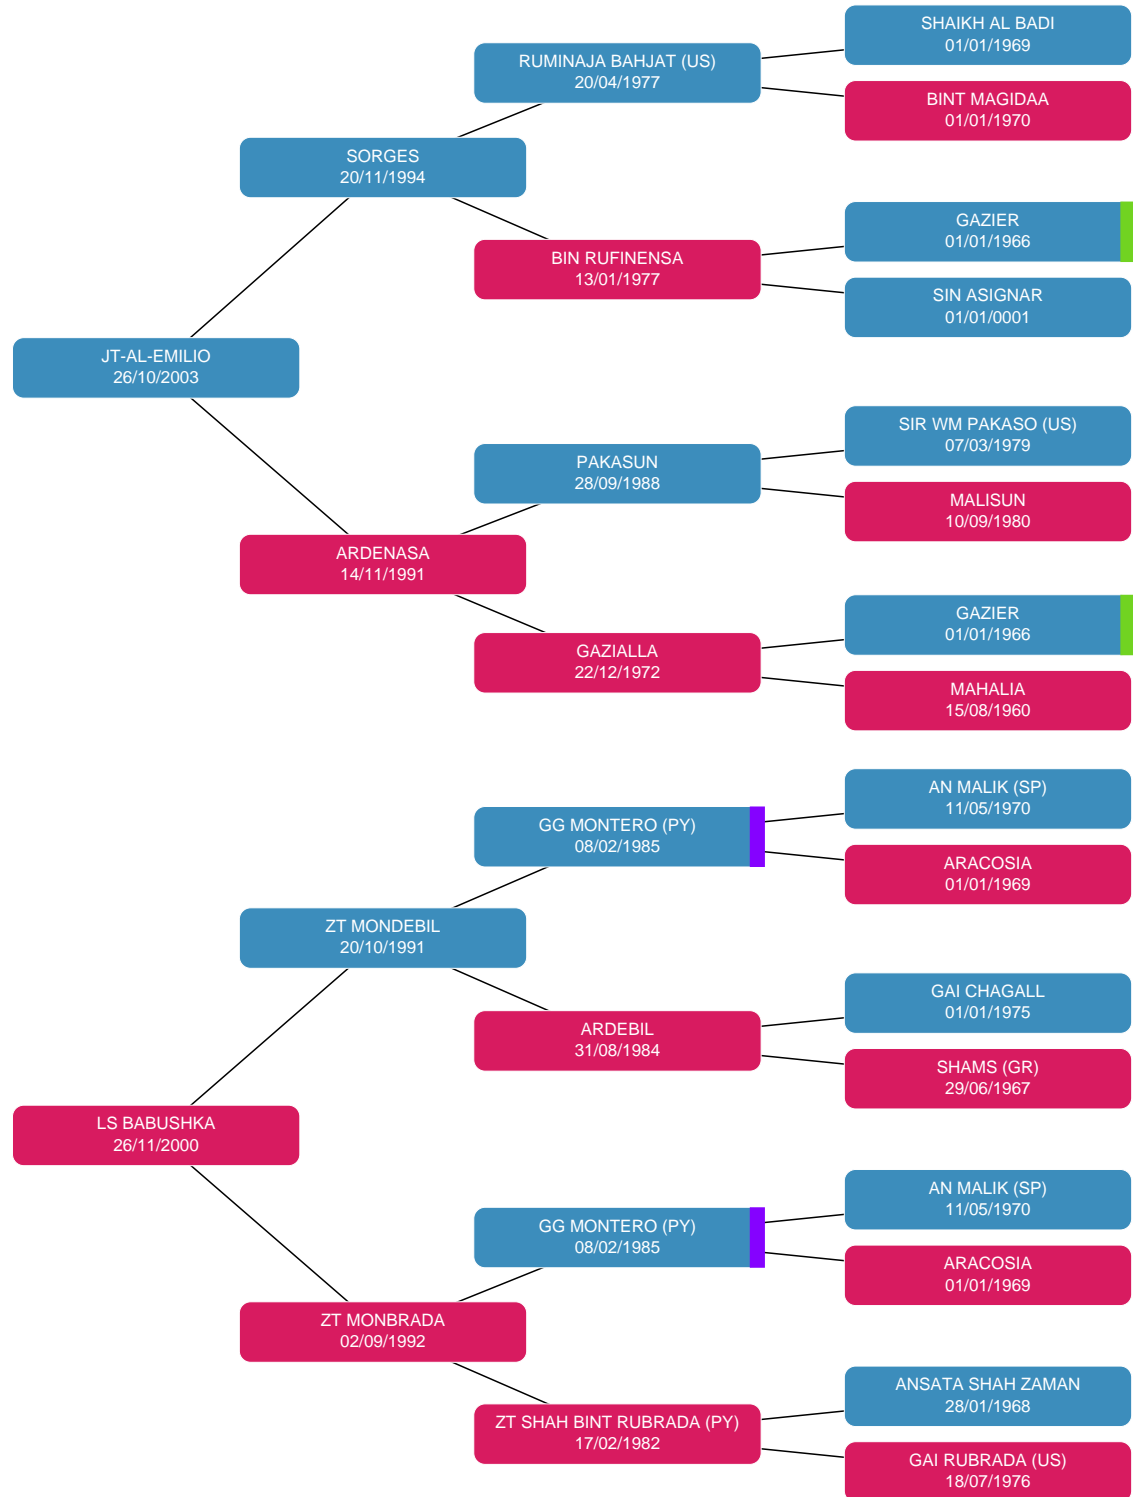 SHAIKH AL BADI
01/01/1969
RUMINAJA BAHJAT (US)
20/04/1977
BINT MAGIDAA
01/01/1970
SORGES
20/11/1994
GAZIER
01/01/1966
BIN RUFINENSA
13/01/1977
SIN ASIGNAR
01/01/0001
JT-AL-EMILIO
26/10/2003
SIR WM PAKASO (US)
07/03/1979
PAKASUN
28/09/1988
MALISUN
10/09/1980
ARDENASA
14/11/1991
GAZIER
01/01/1966
GAZIALLA
22/12/1972
MAHALIA
15/08/1960
AN MALIK (SP)
11/05/1970
GG MONTERO (PY)
08/02/1985
ARACOSIA
01/01/1969
ZT MONDEBIL
20/10/1991
GAI CHAGALL
01/01/1975
ARDEBIL
31/08/1984
SHAMS (GR)
29/06/1967
LS BABUSHKA
26/11/2000
AN MALIK (SP)
11/05/1970
GG MONTERO (PY)
08/02/1985
ARACOSIA
01/01/1969
ZT MONBRADA
02/09/1992
ANSATA SHAH ZAMAN
28/01/1968
ZT SHAH BINT RUBRADA (PY)
17/02/1982
GAI RUBRADA (US)
18/07/1976